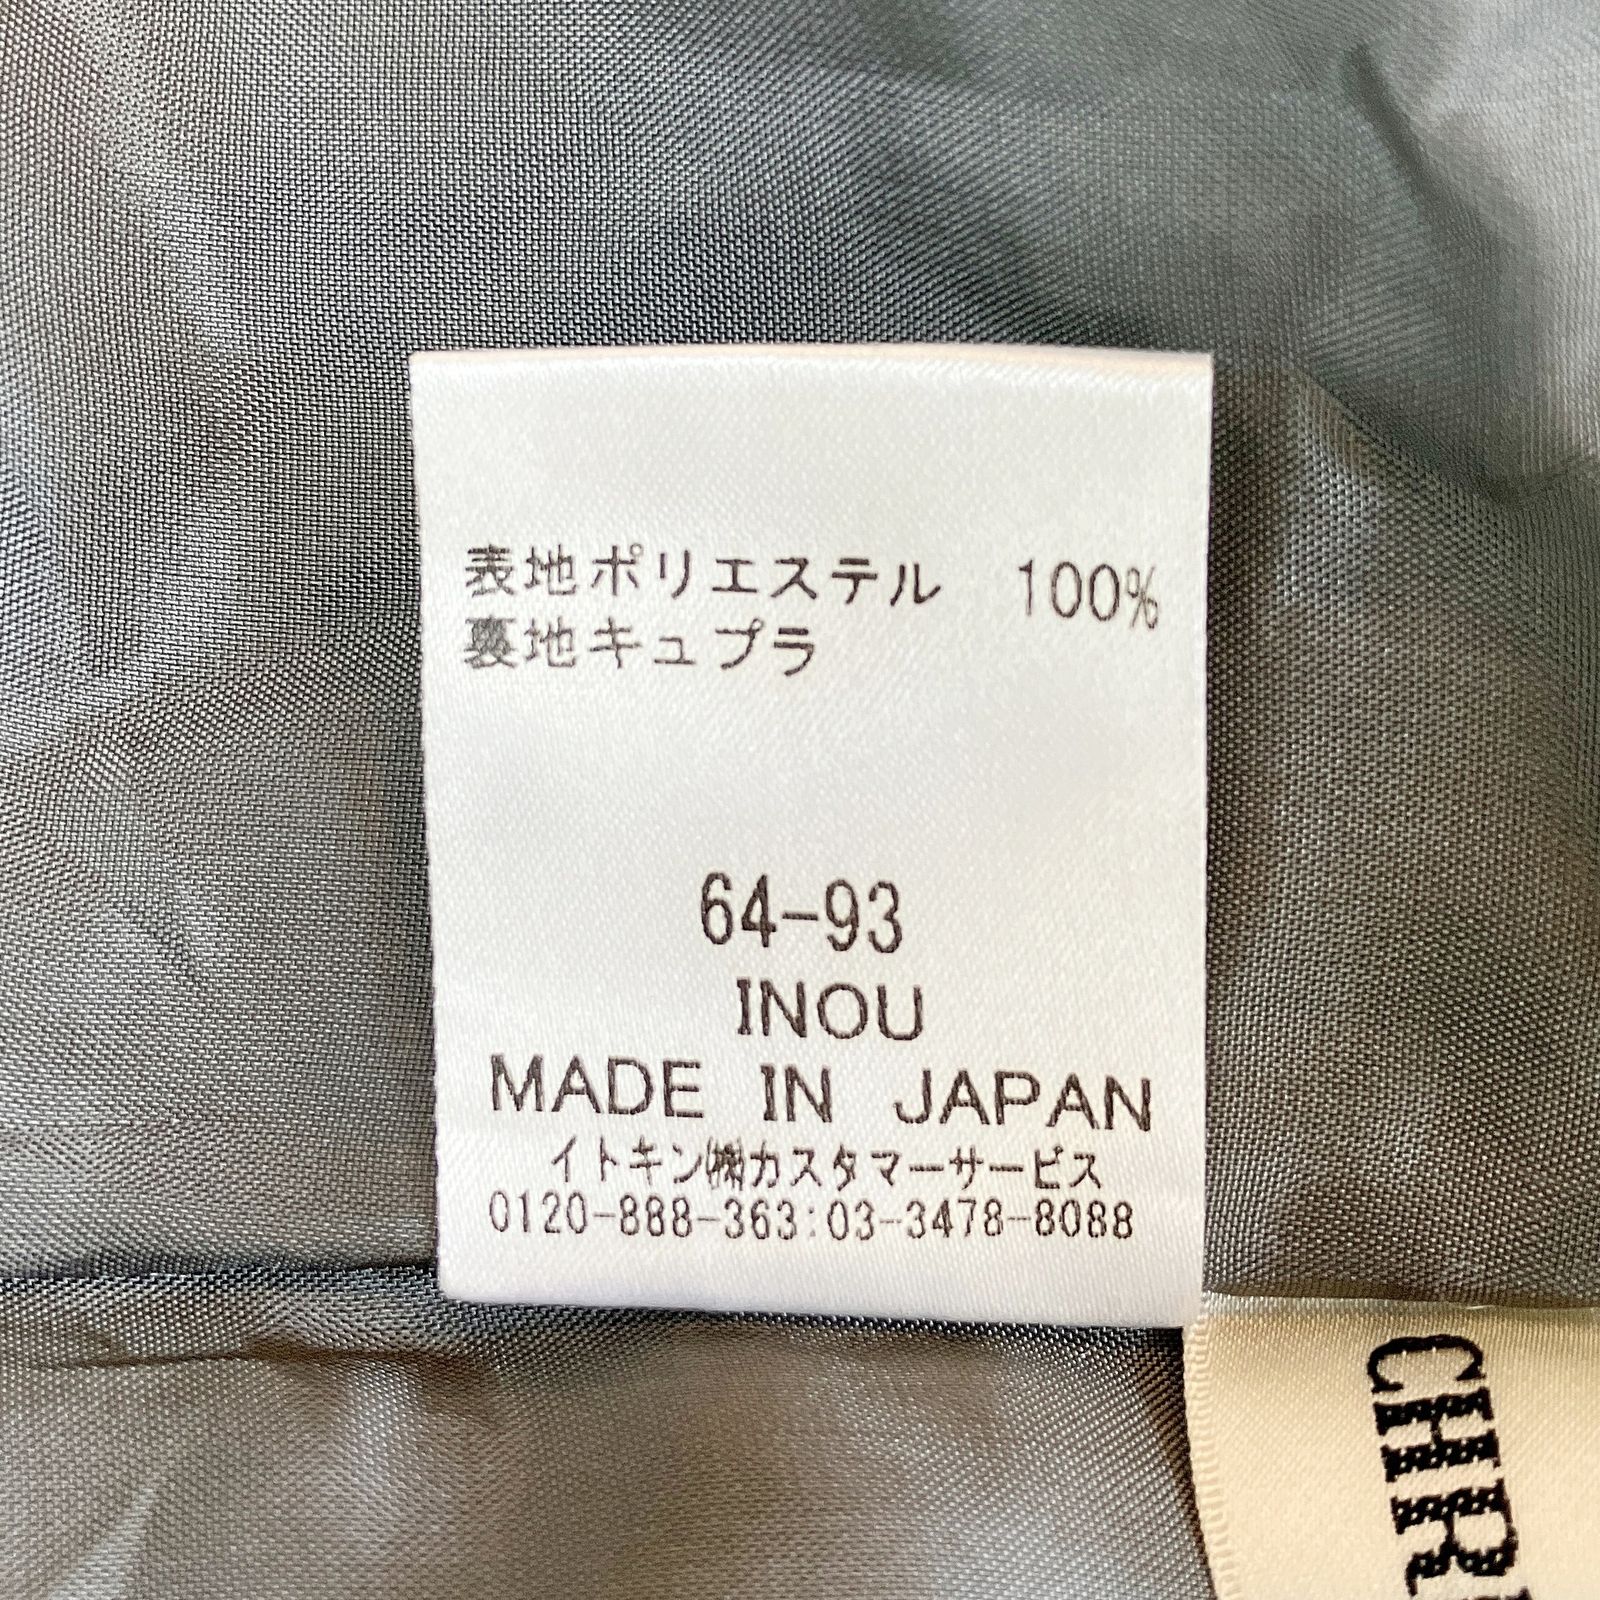 表地ポリエステル 100%
裏地キュプラ
64-93
INOU
MADE IN JAPAN
イトキン㈱カスタマーサービス
0120-888-363:03-3478-8088
CHR